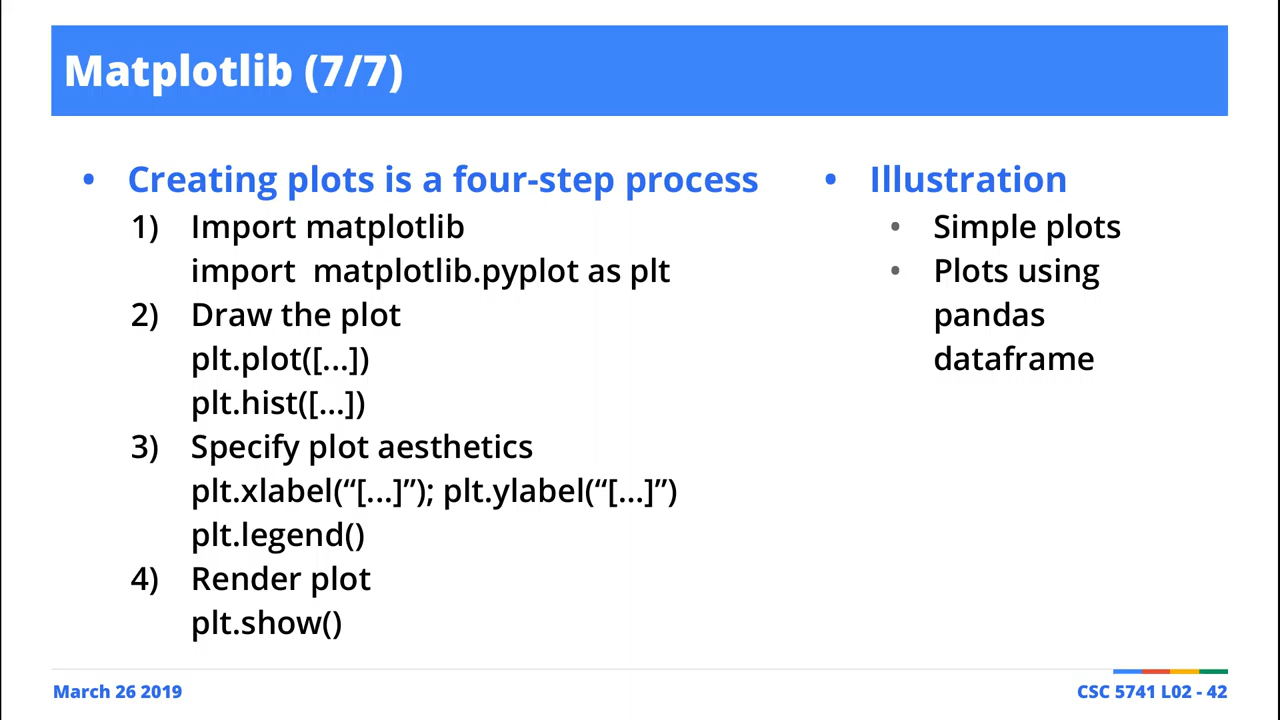 Matplotlib (7/7)
• Creating plots is a four-step process
1) Import matplotlib
import  matplotlib.pyplot as plt
2) Draw the plot
plt.plot([...])
plt.hist([...])
3) Specify plot aesthetics
plt.xlabel(“[...]”); plt.ylabel(“[...]”)
plt.legend()
4) Render plot
plt.show()
• Illustration
• Simple plots
• Plots using
pandas
dataframe
March 26 2019
CSC 5741 L02 - 42